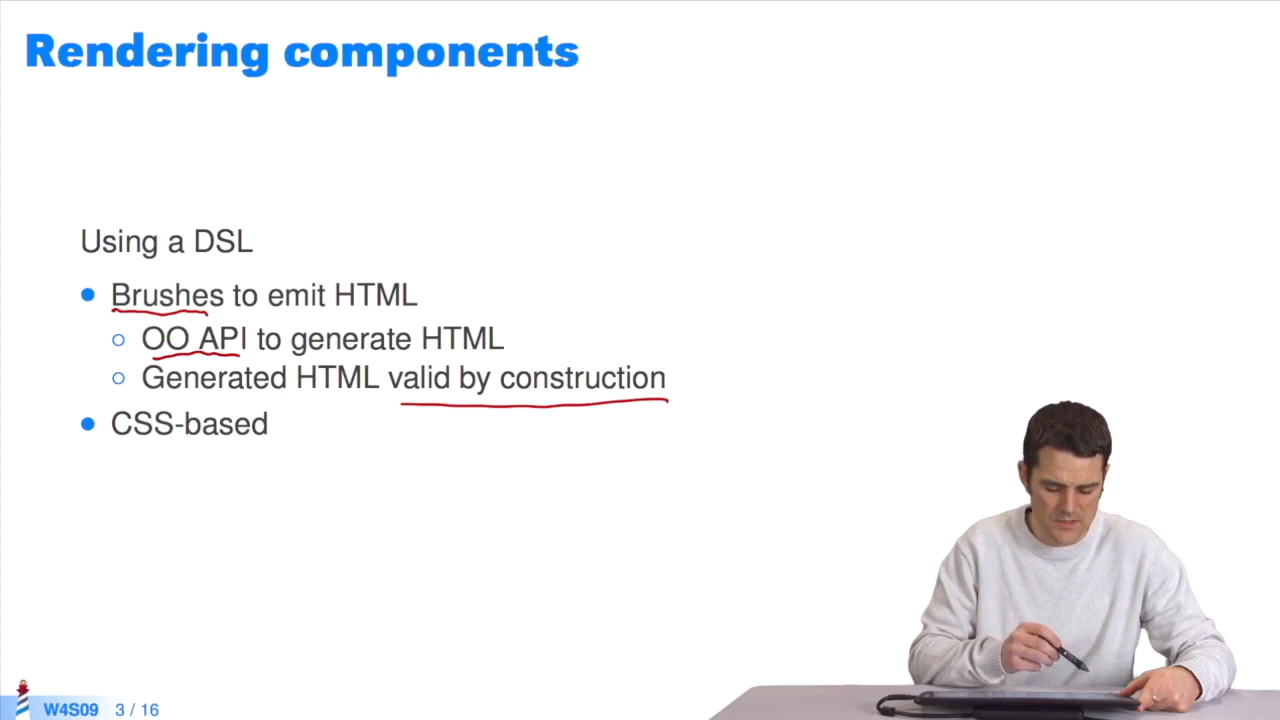 Rendering components
Using a DSL
Brushes to emit HTML
OO API to generate HTML
Generated HTML valid by construction
CSS-based
W4S09 3 / 16